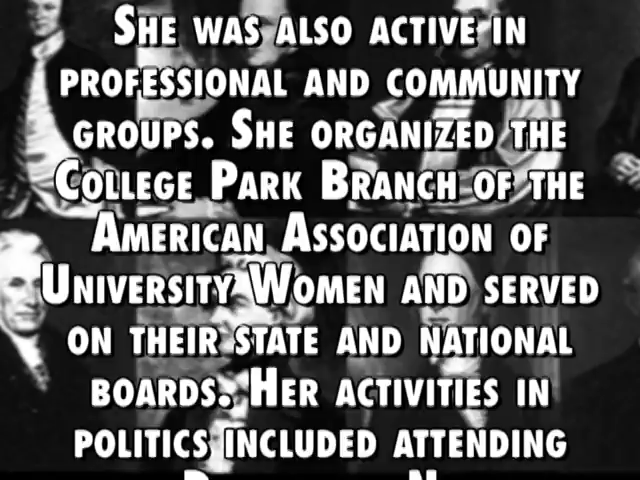 She was also active in
professional and community
groups. She organized the
College Park Branch of the
American Association of
University Women and served
on their state and national
boards. Her activities in
politics included attending